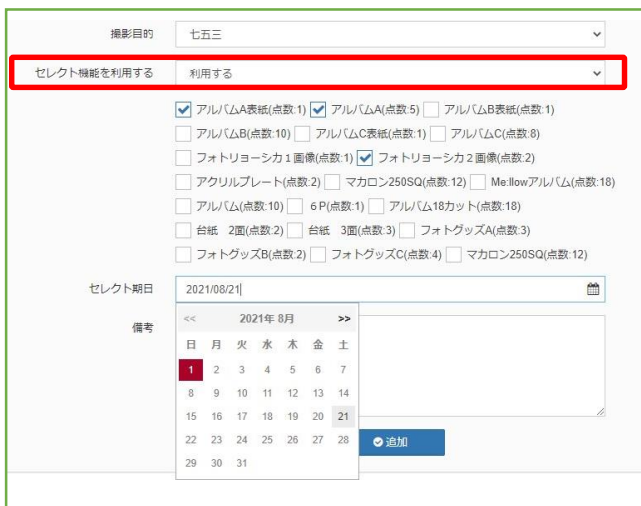 撮影目的 七五三
セレクト機能を利用する 利用する
アルバムA表紙(点数:1) アルバムA(点数:5) アルバムB表紙(点数:1)
アルバムB(点数:10) アルバムC表紙(点数:1) アルバムC(点数:8)
フォトリョーシカ1画像(点数:1) フォトリョーシカ2画像(点数:2)
アクリルプレート(点数:2) マカロン250SQ(点数:12) Me:llowアルバム(点数:18)
アルバム(点数:10) 6P(点数:1) アルバム18カット(点数:18)
台紙 2面(点数:2) 台紙 3面(点数:3) フォトグッズA(点数:3)
フォトグッズB(点数:2) フォトグッズC(点数:4) マカロン250SQ(点数:12)
セレクト期日 2021/08/21
備考
<< 2021年 8月 >>
日 月 火 水 木 金 土
1 2 3 4 5 6 7
8 9 10 11 12 13 14
15 16 17 18 19 20 21
22 23 24 25 26 27 28
29 30 31
追加